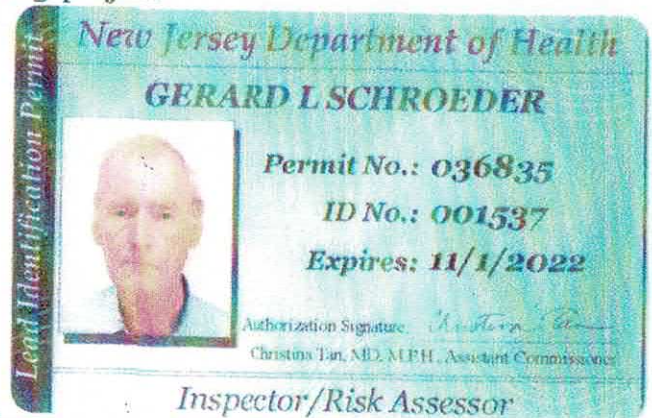 New Jersey Department of Health
Lead Identification Permit
GERARD L SCHROEDER
Permit No.: 036835
ID No.: 001537
Expires: 11/1/2022
Authorization Signature:
Christina Tan, MD, M.P.H., Assistant Commissioner
Inspector/Risk Assessor